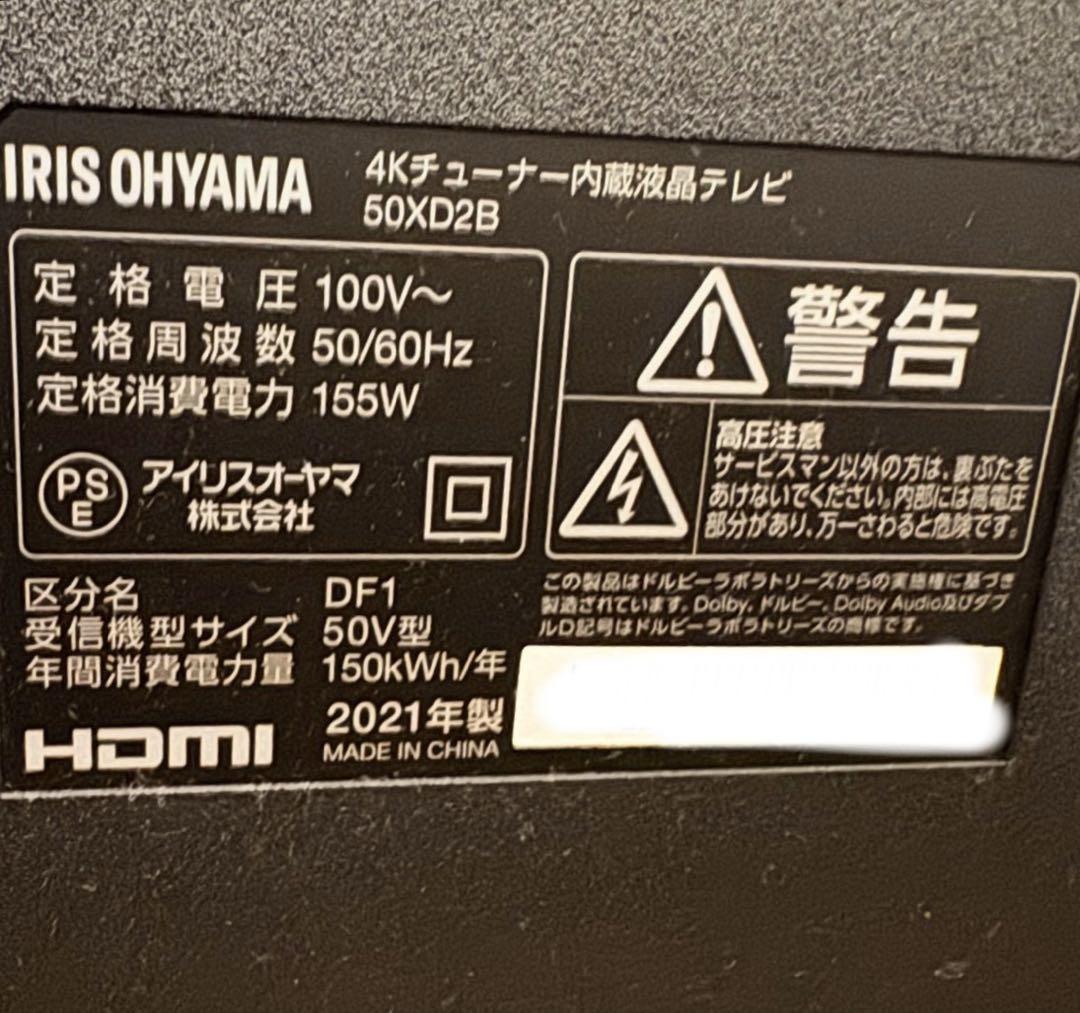 IRIS OHYAMA
4Kチューナー内蔵液晶テレビ
50XD2B
定格電圧 100V～
定格周波数 50/60Hz
定格消費電力 155W
PSE
アイリスオーヤマ
株式会社
警告
高圧注意
サービスマン以外の方は、裏ぶたを
あけないでください。内部には高電圧
部分があり、万一さわると危険です。
区分名 DF1
受信機型サイズ 50V型
年間消費電力量 150kWh/年
2021年製
MADE IN CHINA
HDMI
この製品はドルビーラボラトリーズからの実施権に基づき
製造されています。Dolby、ドルビー、Dolby Audio及びダブ
ルD記号はドルビーラボラトリーズの商標です。